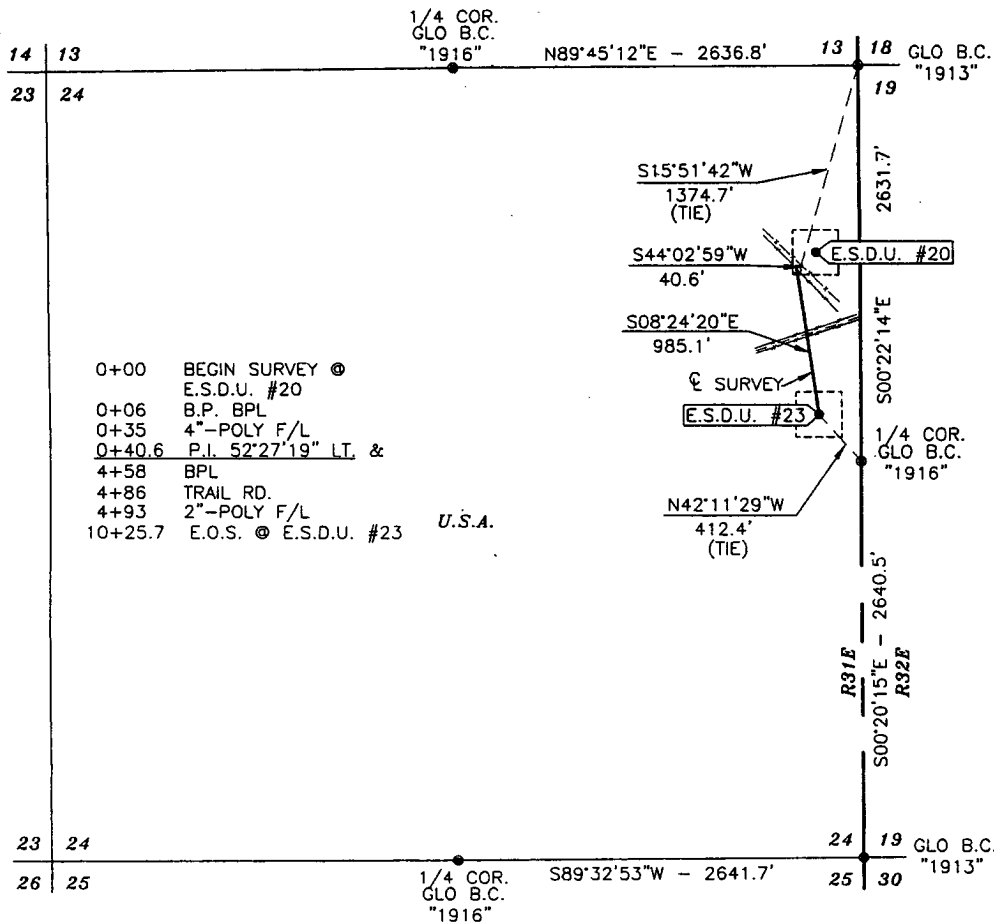 1/4 COR.
GLO B.C.
"1916"
14 13
N89°45'12"E - 2636.8'
13 18
GLO B.C.
"1913"
23 24
19
S15°51'42"W
1374.7'
(TIE)
2631.7'
S44°02'59"W
40.6'
E.S.D.U. #20
S08°24'20"E
985.1'
S00°22'14"E
℄ SURVEY
E.S.D.U. #23
1/4 COR.
GLO B.C.
"1916"
0+00 BEGIN SURVEY @
E.S.D.U. #20
0+06 B.P. BPL
0+35 4"-POLY F/L
0+40.6 P.I. 52°27'19" LT. &
4+58 BPL
4+86 TRAIL RD.
4+93 2"-POLY F/L
10+25.7 E.O.S. @ E.S.D.U. #23
U.S.A.
N42°11'29"W
412.4'
(TIE)
R31E
R32E
S00°20'15"E - 2640.5'
23 24
24 19
GLO B.C.
"1913"
26 25
1/4 COR.
GLO B.C.
"1916"
S89°32'53"W - 2641.7'
25 30